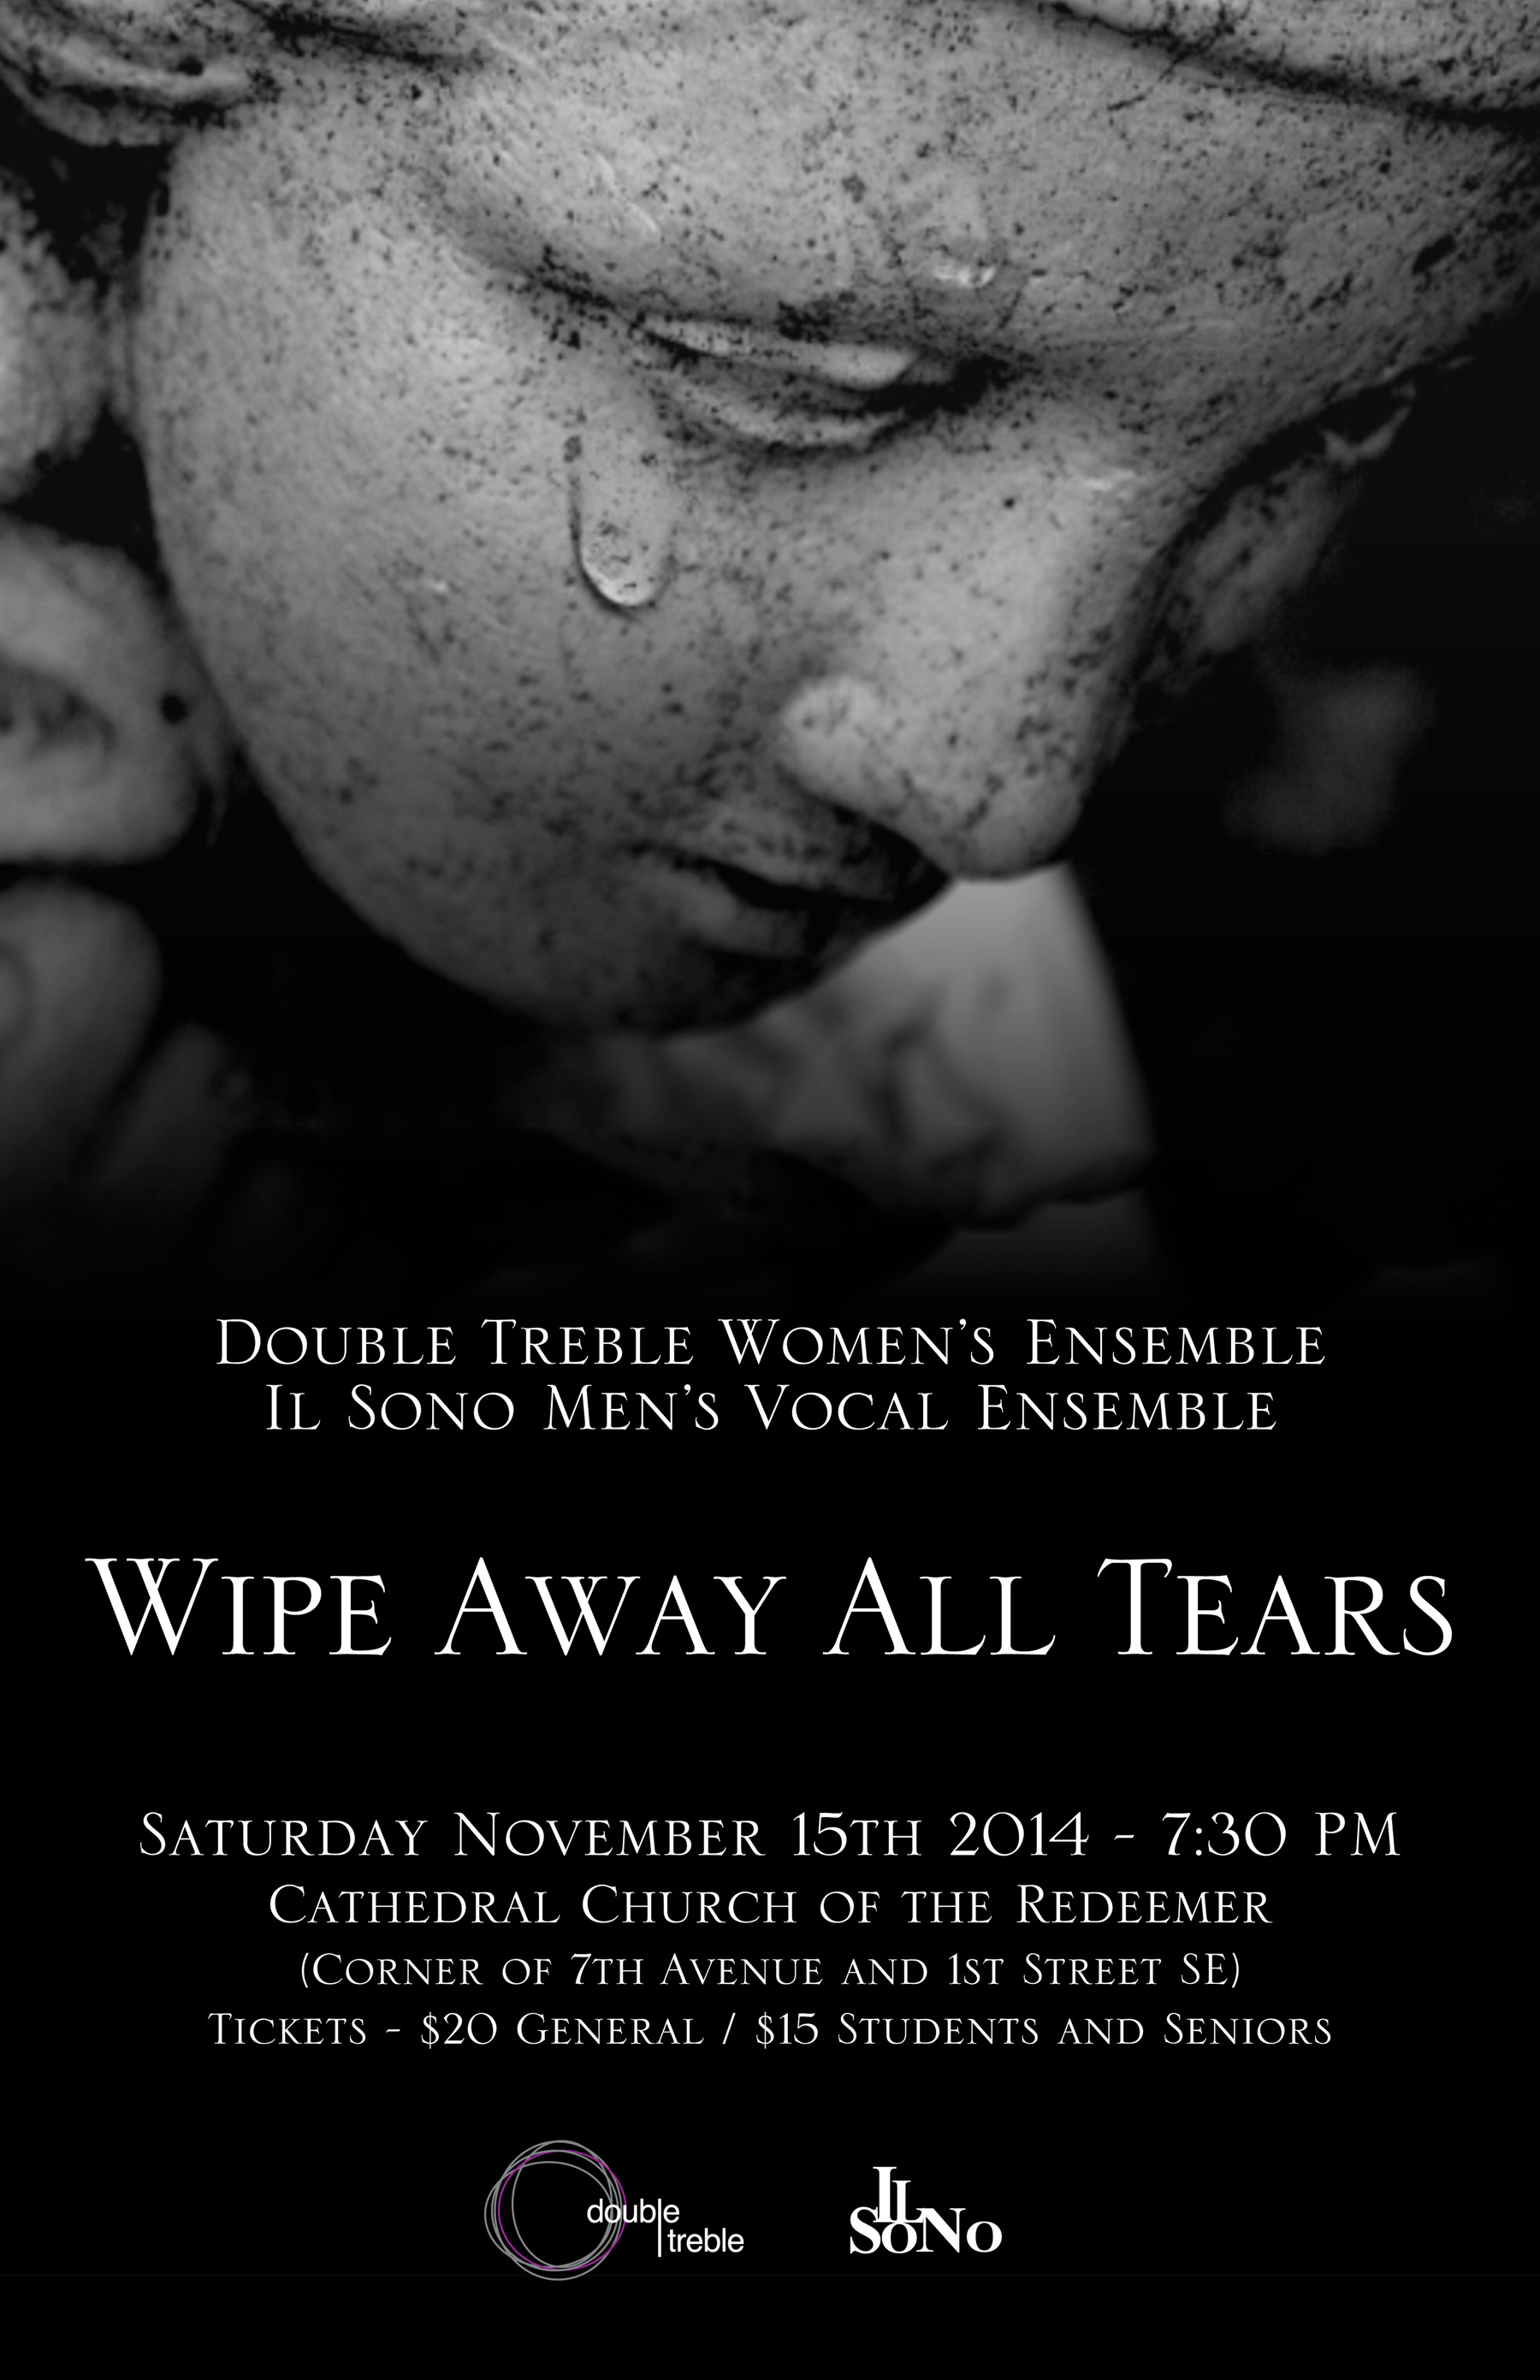 Double Treble Women's Ensemble
Il Sono Men's Vocal Ensemble
Wipe Away All Tears
Saturday November 15th 2014 - 7:30 PM
Cathedral Church of the Redeemer
(Corner of 7th Avenue and 1st Street SE)
Tickets - $20 General / $15 Students and Seniors
double
treble
IL
SONO